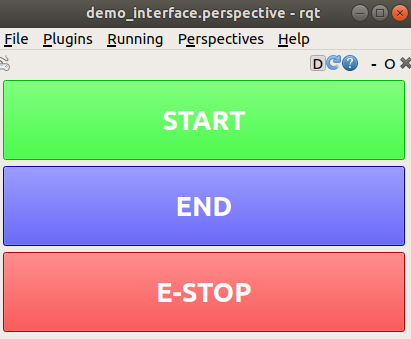 demo_interface.perspective - rqt
File Plugins Running Perspectives Help
D ? - O
START
END
E-STOP